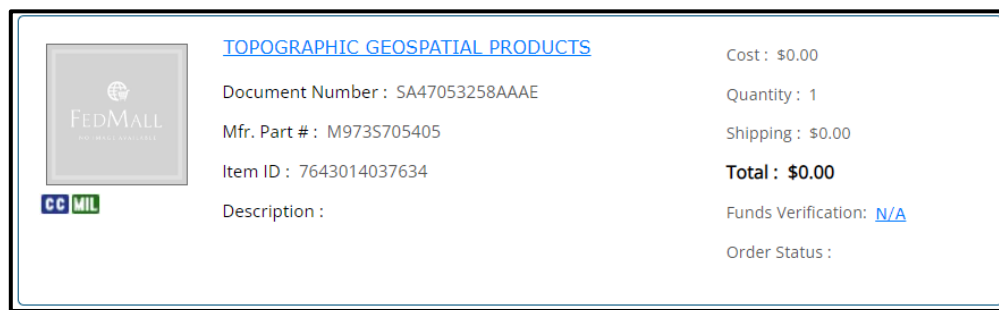 TOPOGRAPHIC GEOSPATIAL PRODUCTS
Document Number : SA47053258AAAE
Mfr. Part # : M973S705405
Item ID : 7643014037634
Description :
Cost : $0.00
Quantity : 1
Shipping : $0.00
Total : $0.00
Funds Verification: N/A
Order Status :
FEDMALL
CC MIL